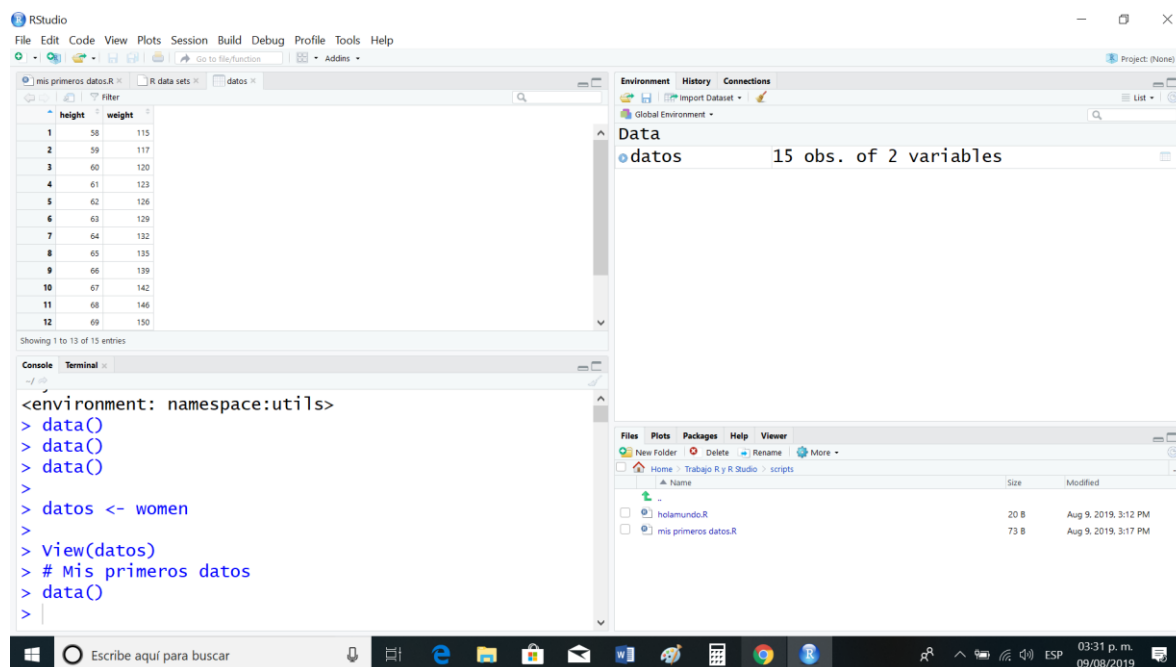 RStudio
File Edit Code View Plots Session Build Debug Profile Tools Help
Go to file/function Addins Project: (None)
mis primeros datos.R R data sets datos
Filter
height weight
1 58 115
2 59 117
3 60 120
4 61 123
5 62 126
6 63 129
7 64 132
8 65 135
9 66 139
10 67 142
11 68 146
12 69 150
Showing 1 to 13 of 15 entries
Console Terminal
~/
<environment: namespace:utils>
> data()
> data()
> data()
>
> datos <- women
>
> View(datos)
> # Mis primeros datos
> data()
>
Environment History Connections
Import Dataset List
Global Environment
Data
datos 15 obs. of 2 variables
Files Plots Packages Help Viewer
New Folder Delete Rename More
Home > Trabajo R y R Studio > scripts
Name Size Modified
..
holamundo.R 20 B Aug 9, 2019, 3:12 PM
mis primeros datos.R 73 B Aug 9, 2019, 3:17 PM
Escribe aquí para buscar
ESP
03:31 p. m.
09/08/2019